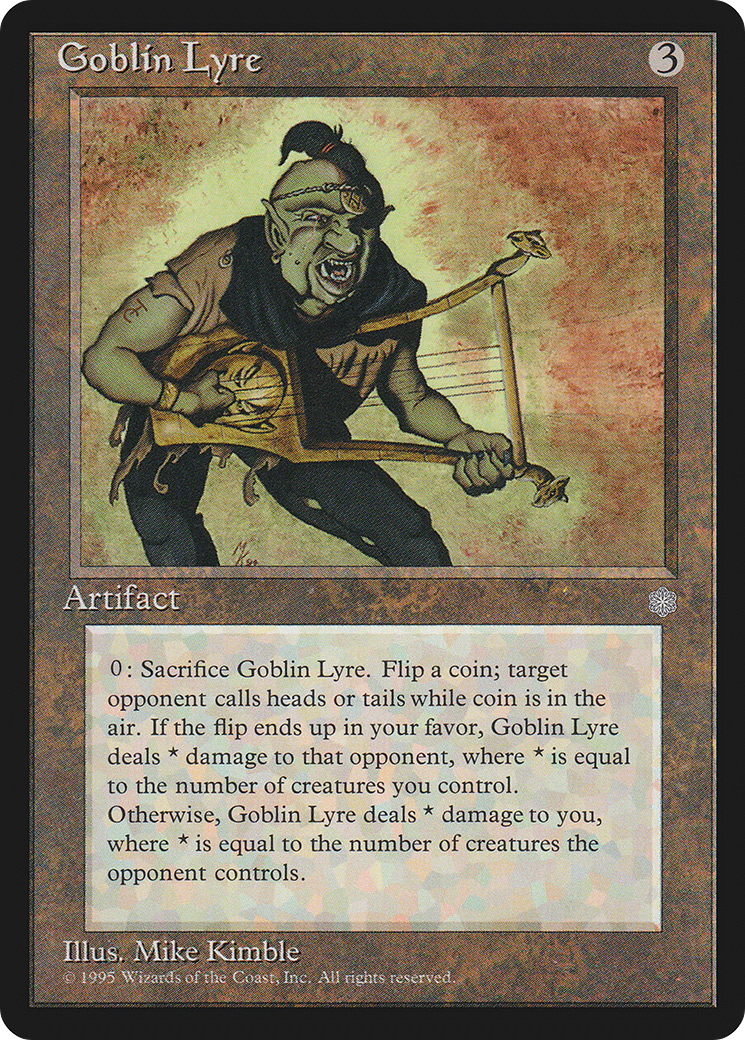 Goblin Lyre
3
Artifact
0: Sacrifice Goblin Lyre. Flip a coin; target
opponent calls heads or tails while coin is in the
air. If the flip ends up in your favor, Goblin Lyre
deals * damage to that opponent, where * is equal
to the number of creatures you control.
Otherwise, Goblin Lyre deals * damage to you,
where * is equal to the number of creatures the
opponent controls.
Illus. Mike Kimble
© 1995 Wizards of the Coast, Inc. All rights reserved.